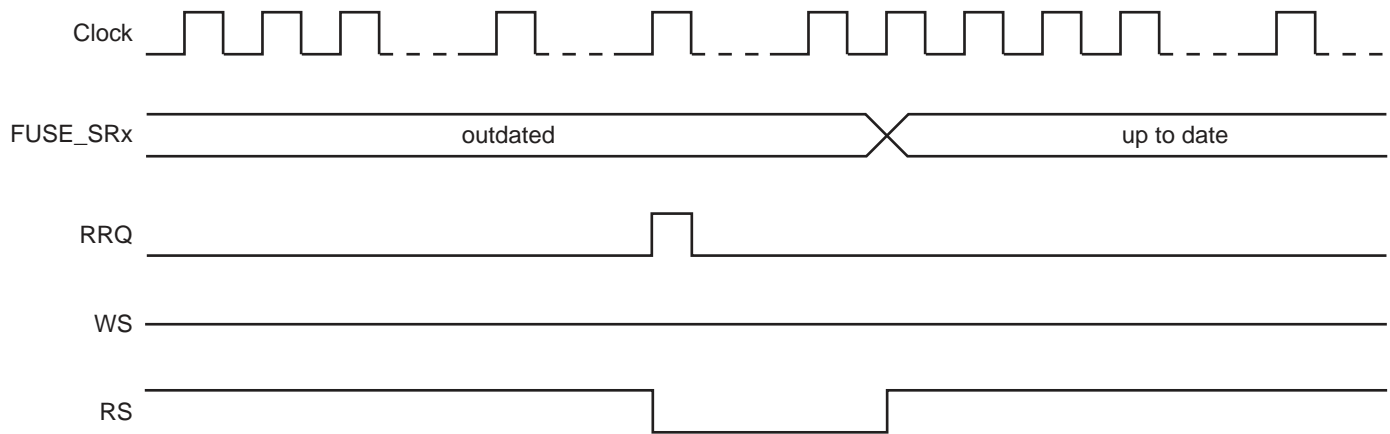 Clock
FUSE_SRx
outdated
up to date
RRQ
WS
RS